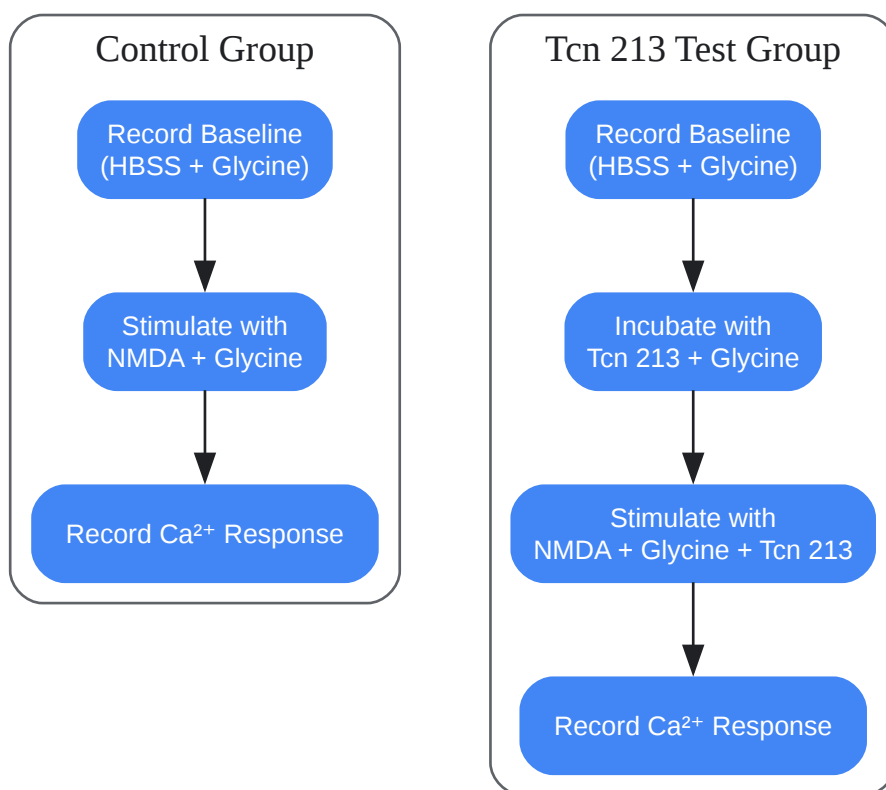 Control Group
Record Baseline
(HBSS + Glycine)
Stimulate with
NMDA + Glycine
Record Ca²⁺ Response
Tcn 213 Test Group
Record Baseline
(HBSS + Glycine)
Incubate with
Tcn 213 + Glycine
Stimulate with
NMDA + Glycine + Tcn 213
Record Ca²⁺ Response